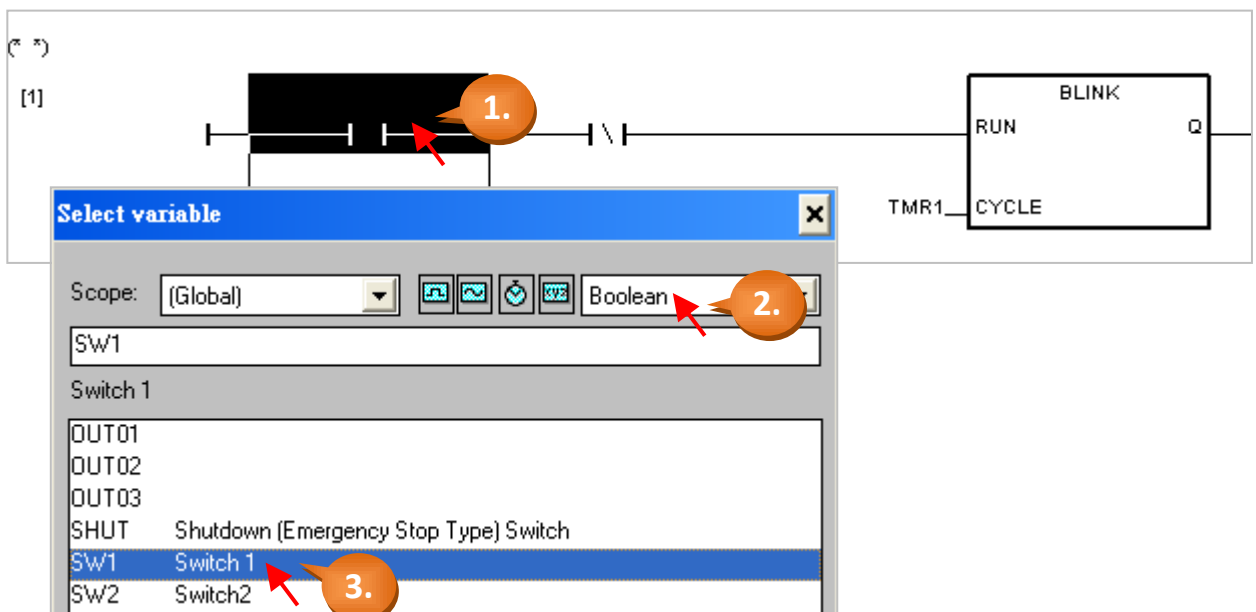 (* *)
[1]
1.
BLINK
RUN Q
TMR1 CYCLE
Select variable
Scope: (Global) xyz Boolean 2.
SW1
Switch 1
OUT01
OUT02
OUT03
SHUT Shutdown (Emergency Stop Type) Switch
SW1 Switch 1
3.
SW2 Switch2